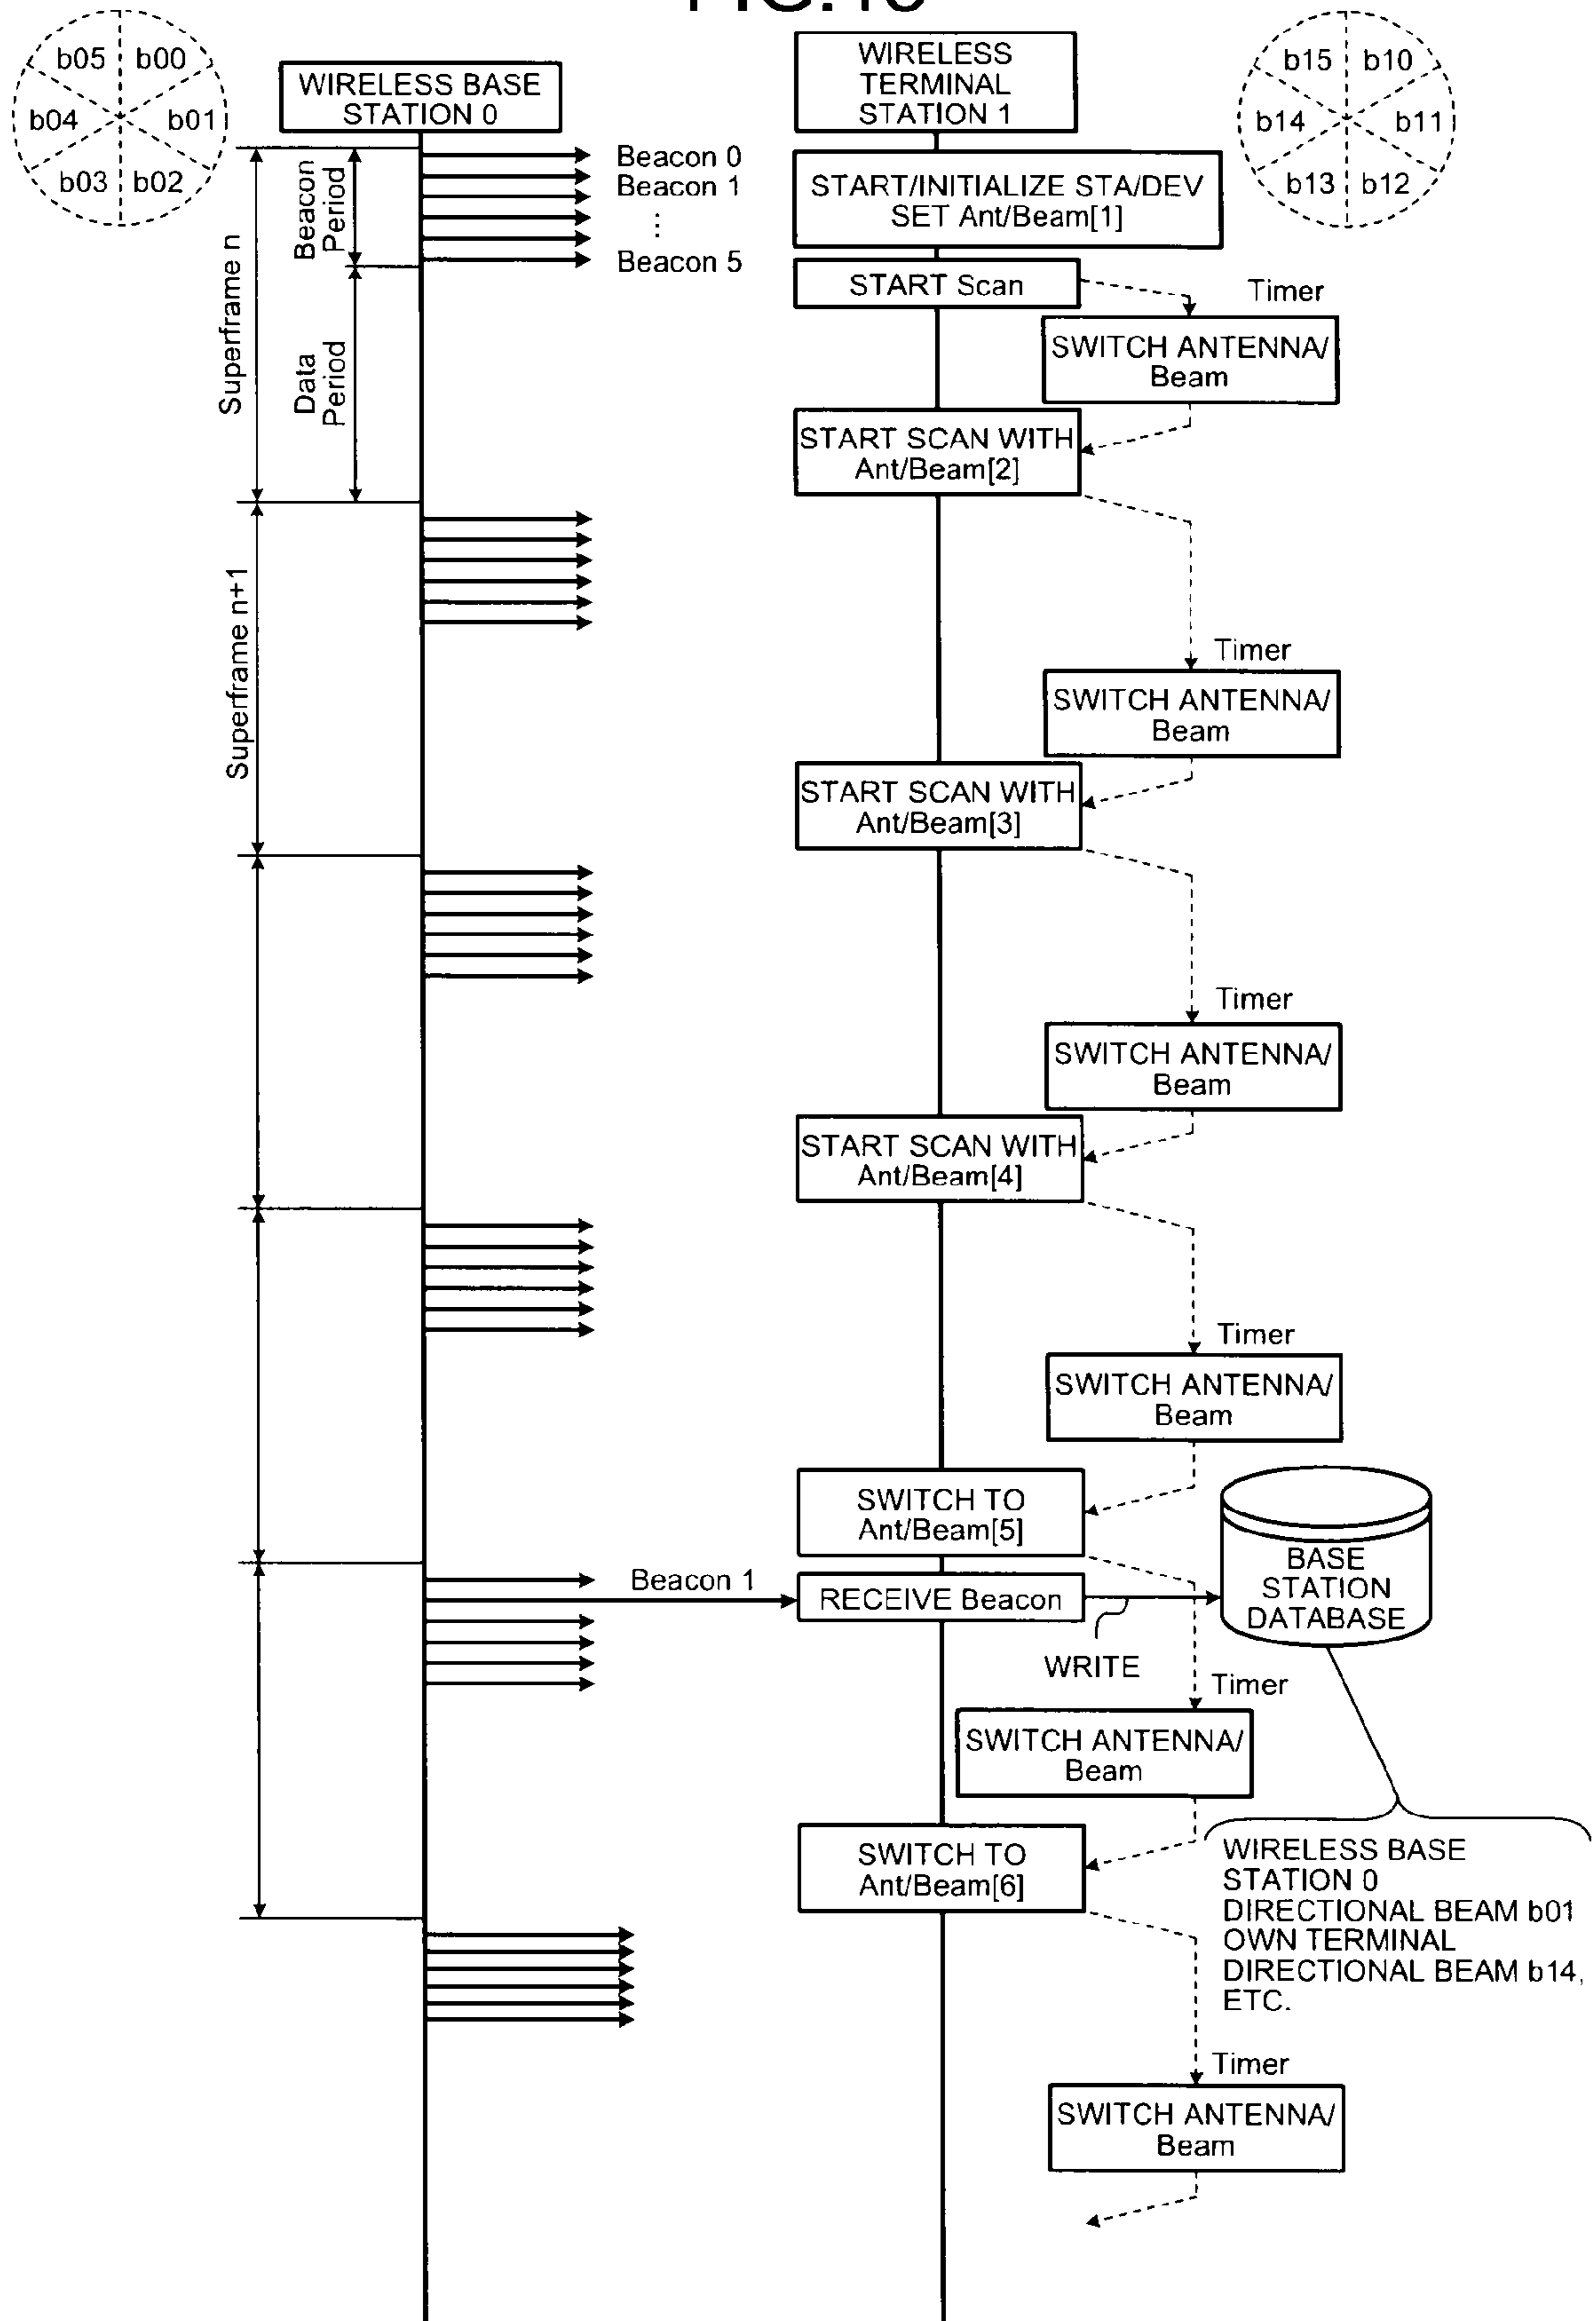 b05 b00
b04 b01
b03 b02
WIRELESS BASE
STATION 0
WIRELESS
TERMINAL
STATION 1
b15 b10
b14 b11
b13 b12
Superframe n
Beacon
Period
Data
Period
Beacon 0
Beacon 1
⋮
Beacon 5
START/INITIALIZE STA/DEV
SET Ant/Beam[1]
START Scan
Timer
SWITCH ANTENNA/
Beam
START SCAN WITH
Ant/Beam[2]
Superframe n+1
Timer
SWITCH ANTENNA/
Beam
START SCAN WITH
Ant/Beam[3]
Timer
SWITCH ANTENNA/
Beam
START SCAN WITH
Ant/Beam[4]
Timer
SWITCH ANTENNA/
Beam
SWITCH TO
Ant/Beam[5]
Beacon 1
RECEIVE Beacon
WRITE
BASE
STATION
DATABASE
Timer
SWITCH ANTENNA/
Beam
SWITCH TO
Ant/Beam[6]
WIRELESS BASE
STATION 0
DIRECTIONAL BEAM b01
OWN TERMINAL
DIRECTIONAL BEAM b14,
ETC.
Timer
SWITCH ANTENNA/
Beam